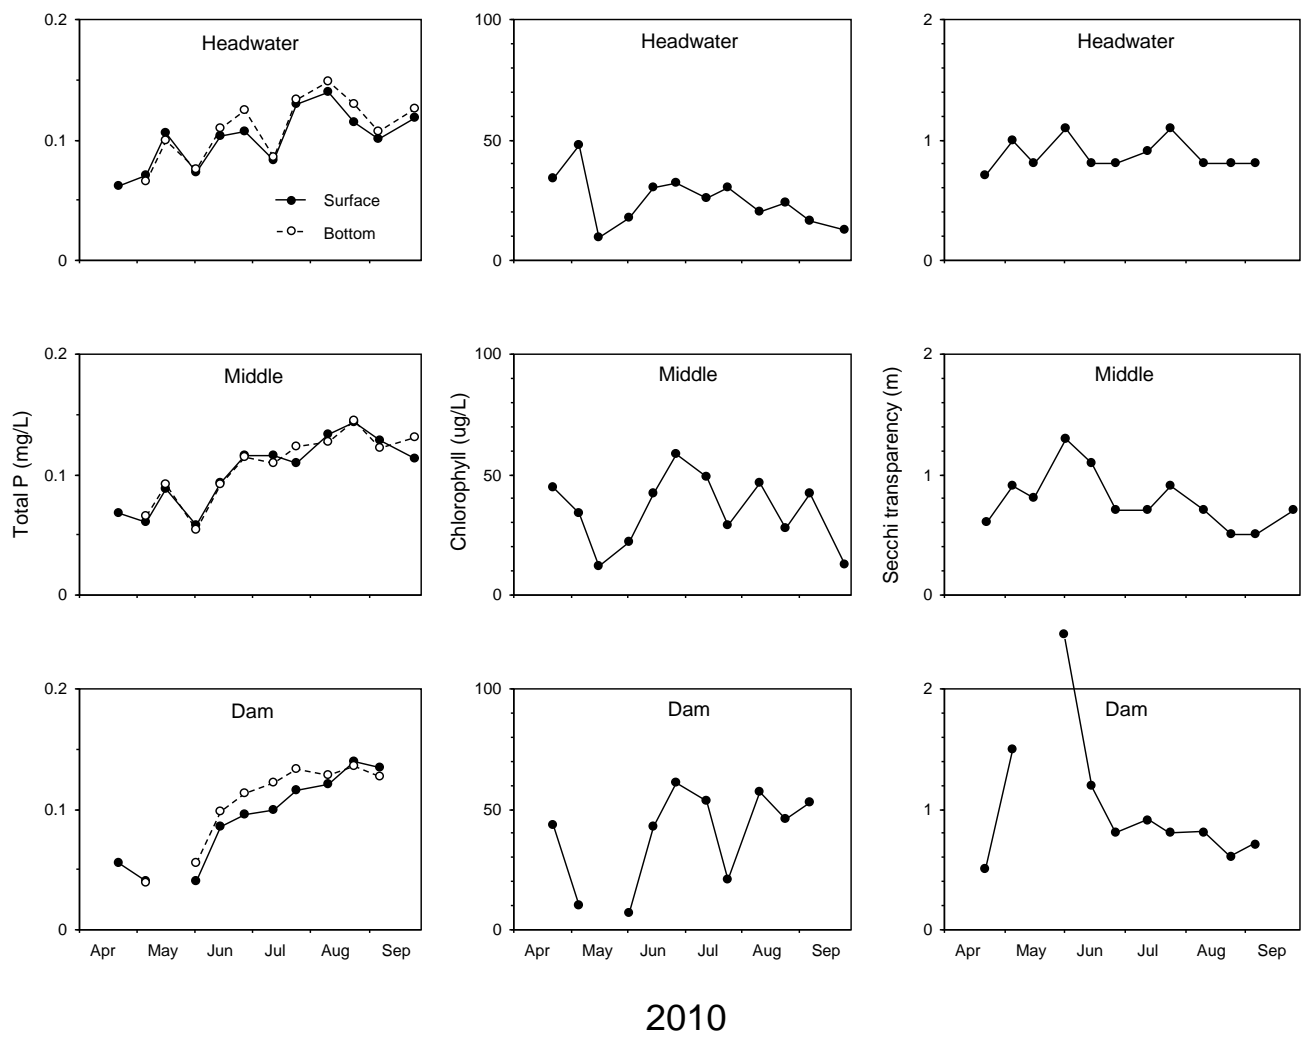 0.2
0.1
0
Headwater
Surface
Bottom
100
50
0
Headwater
2
1
0
Headwater
Total P (mg/L)
0.2
0.1
0
Middle
Chlorophyll (ug/L)
100
50
0
Middle
Secchi transparency (m)
2
1
0
Middle
0.2
0.1
0
Dam
Apr May Jun Jul Aug Sep
100
50
0
Dam
Apr May Jun Jul Aug Sep
2
1
0
Dam
Apr May Jun Jul Aug Sep
2010